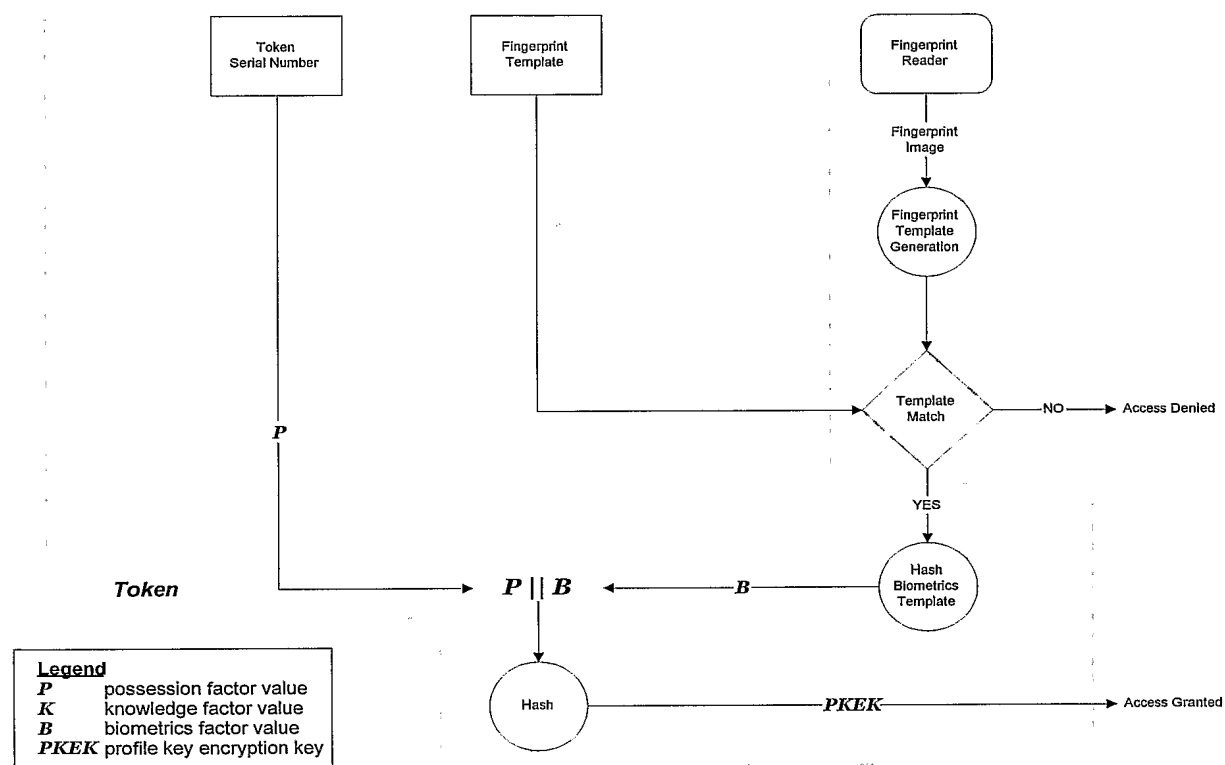 Token
Serial Number
Fingerprint
Template
Fingerprint
Reader
Fingerprint
Image
Fingerprint
Template
Generation
Template
Match
NO
Access Denied
P
YES
Token
P || B
B
Hash
Biometrics
Template
Legend
P possession factor value
K knowledge factor value
B biometrics factor value
PKEK profile key encryption key
Hash
PKEK
Access Granted